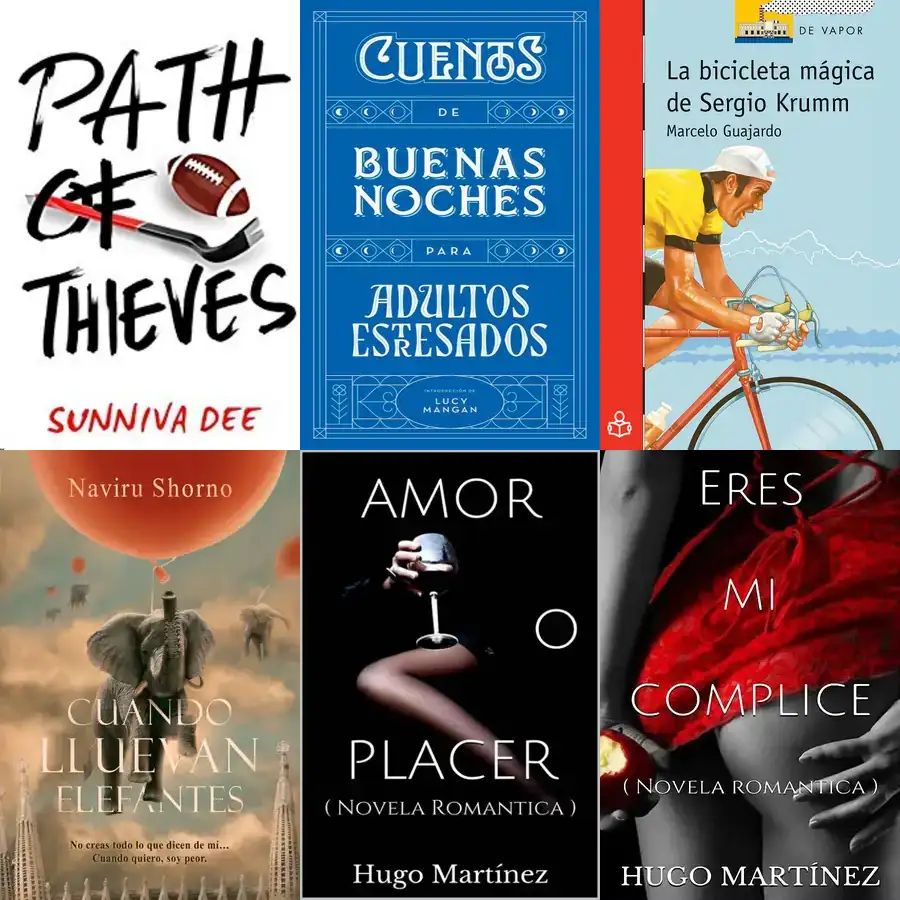 PATH
OF
THIEVES
SUNNIVA DEE
CUENTOS
DE
BUENAS
NOCHES
PARA
ADULTOS
ESTRESADOS
INTRODUCCIÓN DE
LUCY
MANGAN
DE VAPOR
La bicicleta mágica
de Sergio Krumm
Marcelo Guajardo
Naviru Shorno
CUANDO
LLUEVAN
ELEFANTES
No creas todo lo que dicen de mí...
Cuando quiero, soy peor.
AMOR
O
PLACER
( NOVELA ROMANTICA )
Hugo Martínez
ERES
MI
COMPLICE
( NOVELA ROMANTICA )
HUGO MARTÍNEZ